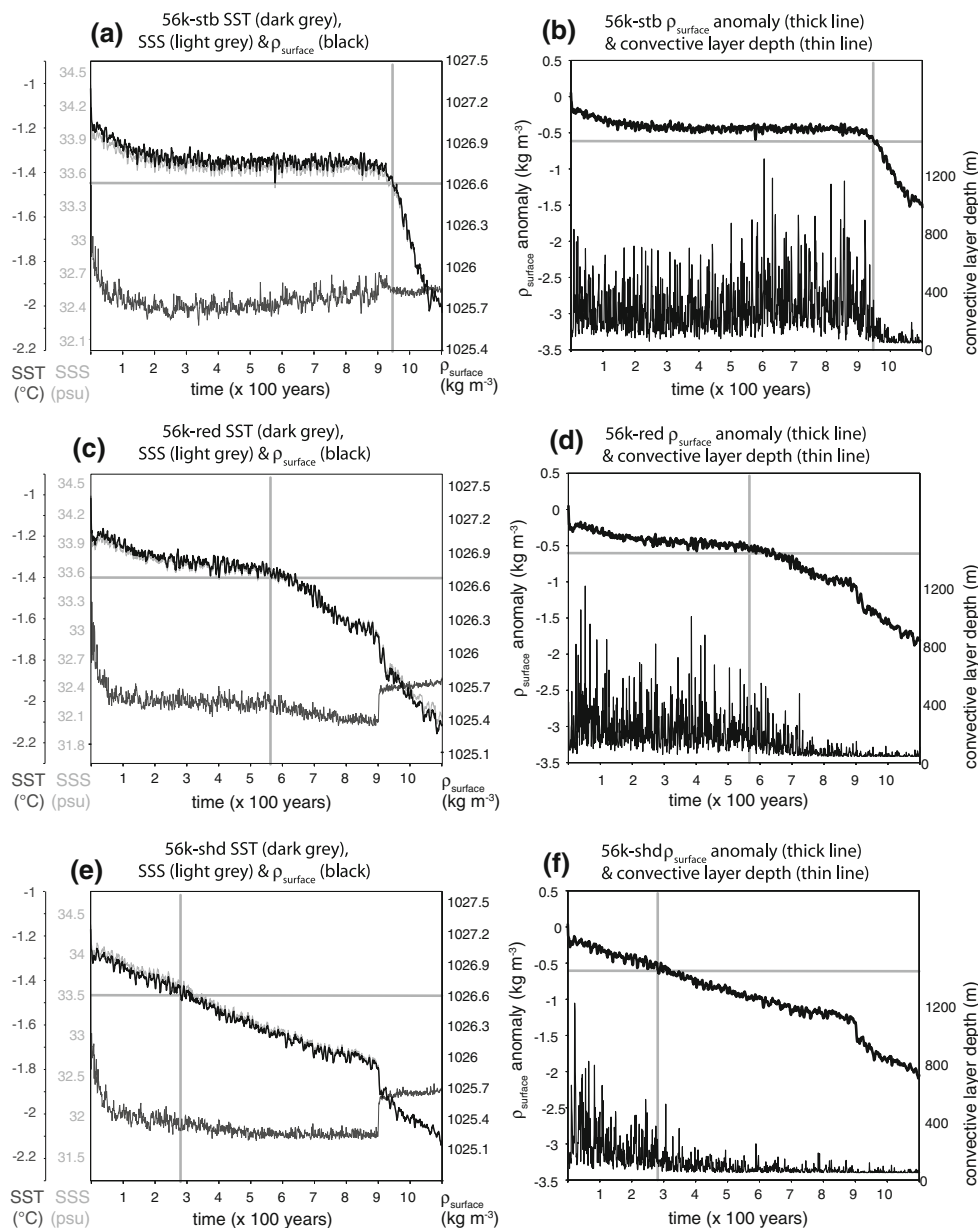 56k-stb SST (dark grey),
(a) SSS (light grey) & ρsurface (black)
-1
-1.2
-1.4
-1.6
-1.8
-2
-2.2
34.5
34.2
33.9
33.6
33.3
33
32.7
32.4
32.1
1027.5
1027.2
1026.9
1026.6
1026.3
1026
1025.7
1025.4
1 2 3 4 5 6 7 8 9 10
SST SSS
(°C) (psu)
time (x 100 years)
ρsurface
(kg m-3)
56k-stb ρsurface anomaly (thick line)
(b) & convective layer depth (thin line)
0.5
0
-0.5
-1
-1.5
-2
-2.5
-3
-3.5
ρsurface anomaly (kg m-3)
1200
800
400
0
convective layer depth (m)
1 2 3 4 5 6 7 8 9 10
time (x 100 years)
56k-red SST (dark grey),
(c) SSS (light grey) & ρsurface (black)
-1
-1.2
-1.4
-1.6
-1.8
-2
-2.2
34.5
34.2
33.9
33.6
33.3
33
32.7
32.4
32.1
31.8
1027.5
1027.2
1026.9
1026.6
1026.3
1026
1025.7
1025.4
1025.1
1 2 3 4 5 6 7 8 9 10
SST SSS
(°C) (psu)
time (x 100 years)
ρsurface
(kg m-3)
56k-red ρsurface anomaly (thick line)
(d) & convective layer depth (thin line)
0.5
0
-0.5
-1
-1.5
-2
-2.5
-3
-3.5
ρsurface anomaly (kg m-3)
1200
800
400
0
convective layer depth (m)
1 2 3 4 5 6 7 8 9 10
time (x 100 years)
56k-shd SST (dark grey),
(e) SSS (light grey) & ρsurface (black)
-1
-1.2
-1.4
-1.6
-1.8
-2
-2.2
34.5
34
33.5
33
32.5
32
31.5
1027.5
1027.2
1026.9
1026.6
1026.3
1026
1025.7
1025.4
1025.1
1 2 3 4 5 6 7 8 9 10
SST SSS
(°C) (psu)
time (x 100 years)
ρsurface
(kg m-3)
56k-shd ρsurface anomaly (thick line)
(f) & convective layer depth (thin line)
0.5
0
-0.5
-1
-1.5
-2
-2.5
-3
-3.5
ρsurface anomaly (kg m-3)
1200
800
400
0
convective layer depth (m)
1 2 3 4 5 6 7 8 9 10
time (x 100 years)